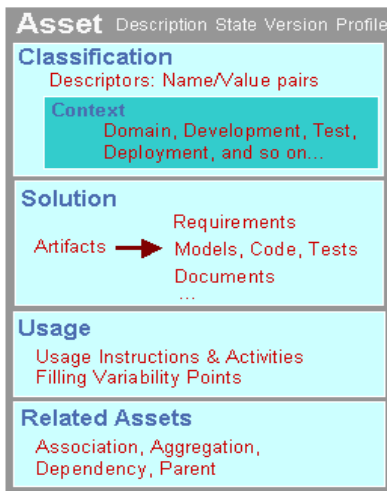 Asset Description State Version Profile
Classification
Descriptors: Name/Value pairs
Context
Domain, Development, Test,
Deployment, and so on...
Solution
Requirements
Artifacts Models, Code, Tests
Documents
...
Usage
Usage Instructions & Activities
Filling Variability Points
Related Assets
Association, Aggregation,
Dependency, Parent